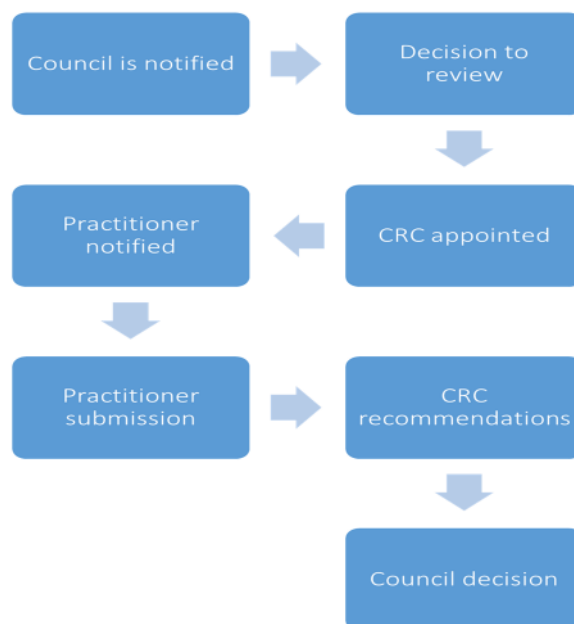 Council is notified
Decision to
review
CRC appointed
Practitioner
notified
Practitioner
submission
CRC
recommendations
Council decision